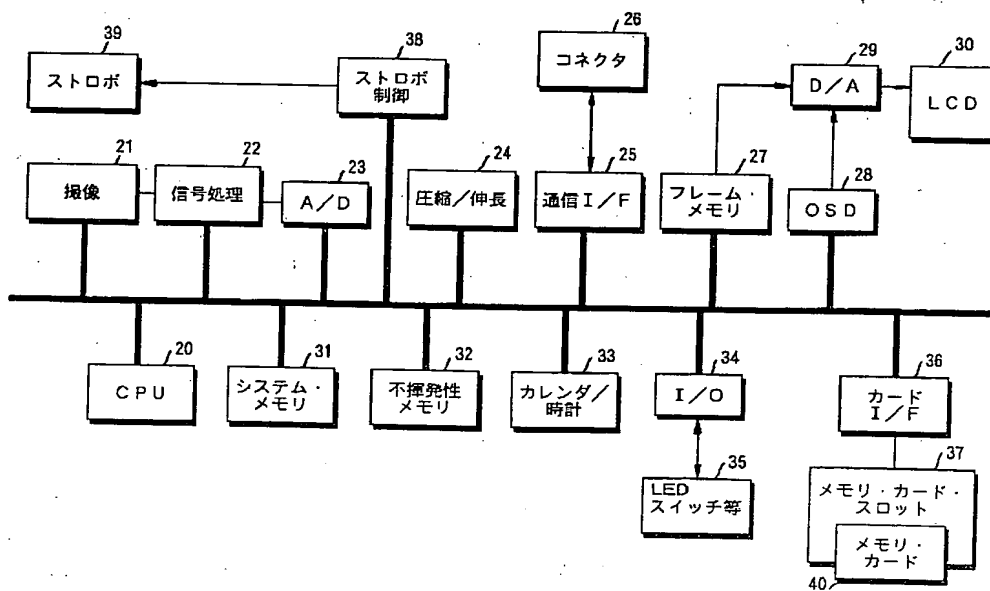 39
ストロボ
38
ストロボ
制御
26
コネクタ
29
D/A
30
LCD
21
撮像
22
信号処理
23
A/D
24
圧縮/伸長
25
通信I/F
27
フレーム・
メモリ
28
OSD
20
CPU
31
システム・
メモリ
32
不揮発性
メモリ
33
カレンダ/
時計
34
I/O
36
カード
I/F
35
LED
スイッチ等
37
メモリ・カード・
スロット
メモリ・
カード
40